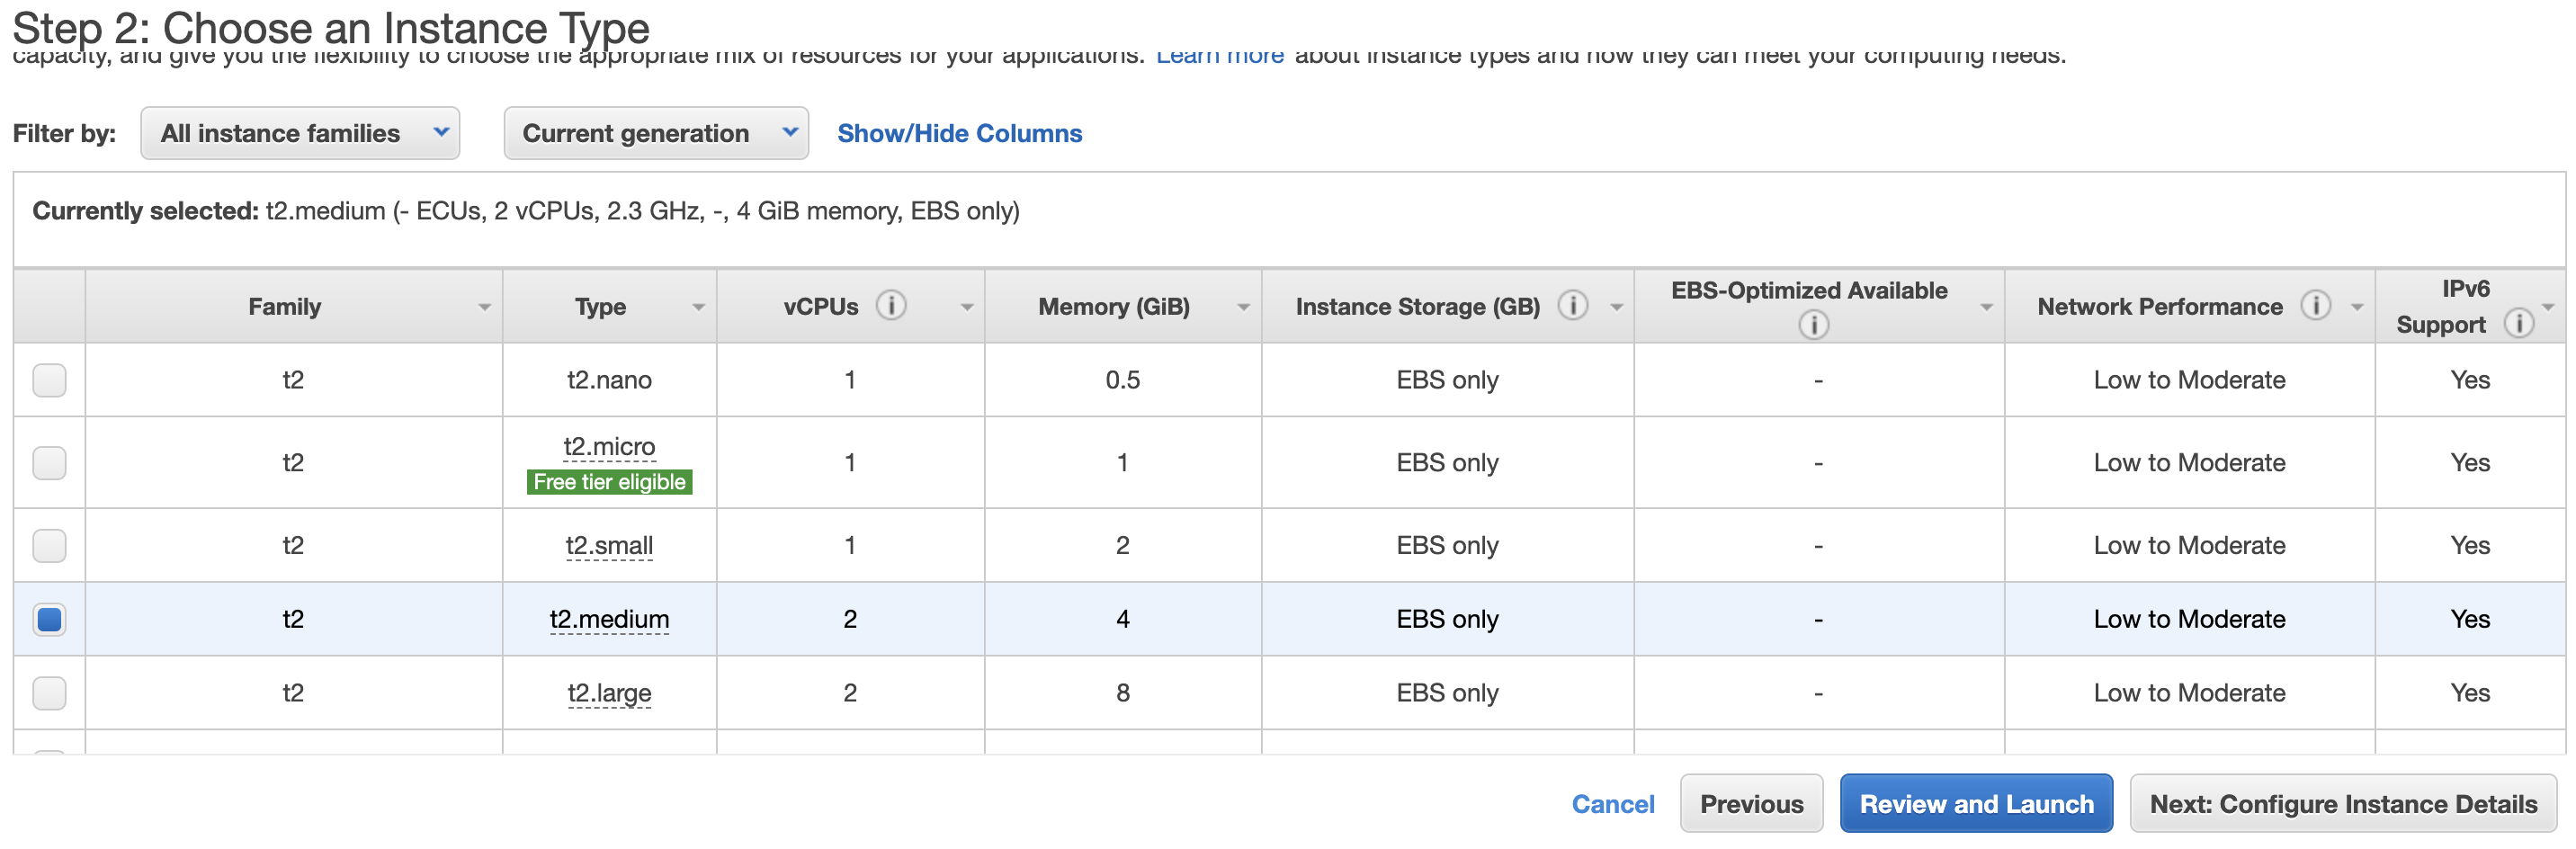 Step 2: Choose an Instance Type
capacity, and give you the flexibility to choose the appropriate mix of resources for your applications. Learn more about instance types and how they can meet your computing needs.
Filter by: All instance families Current generation Show/Hide Columns
Currently selected: t2.medium (- ECUs, 2 vCPUs, 2.3 GHz, -, 4 GiB memory, EBS only)
Family Type vCPUs Memory (GiB) Instance Storage (GB) EBS-Optimized Available Network Performance IPv6 Support
t2 t2.nano 1 0.5 EBS only - Low to Moderate Yes
t2 t2.micro Free tier eligible 1 1 EBS only - Low to Moderate Yes
t2 t2.small 1 2 EBS only - Low to Moderate Yes
t2 t2.medium 2 4 EBS only - Low to Moderate Yes
t2 t2.large 2 8 EBS only - Low to Moderate Yes
Cancel Previous Review and Launch Next: Configure Instance Details